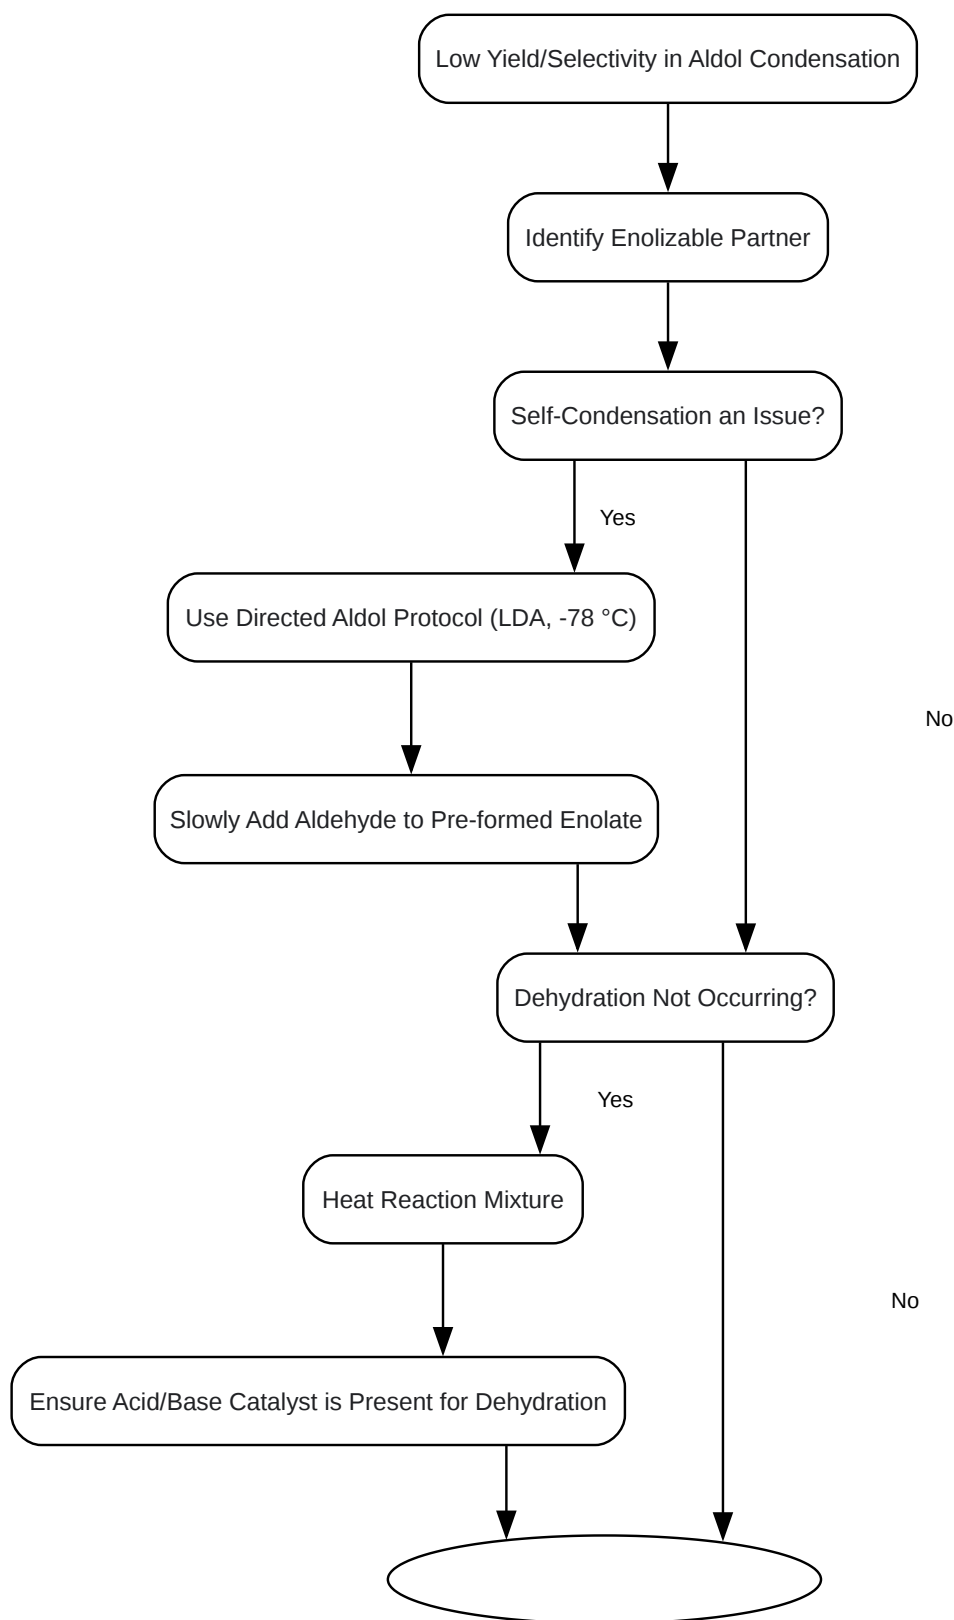 Low Yield/Selectivity in Aldol Condensation
Identify Enolizable Partner
Self-Condensation an Issue?
Yes
Use Directed Aldol Protocol (LDA, -78 °C)
No
Slowly Add Aldehyde to Pre-formed Enolate
Dehydration Not Occurring?
Yes
Heat Reaction Mixture
No
Ensure Acid/Base Catalyst is Present for Dehydration